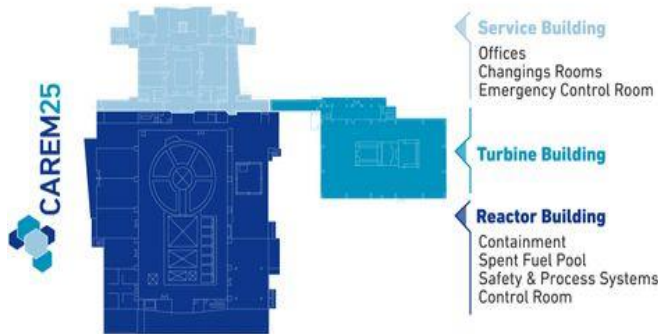 CAREM25
Service Building
Offices
Changings Rooms
Emergency Control Room
Turbine Building
Reactor Building
Containment
Spent Fuel Pool
Safety & Process Systems
Control Room